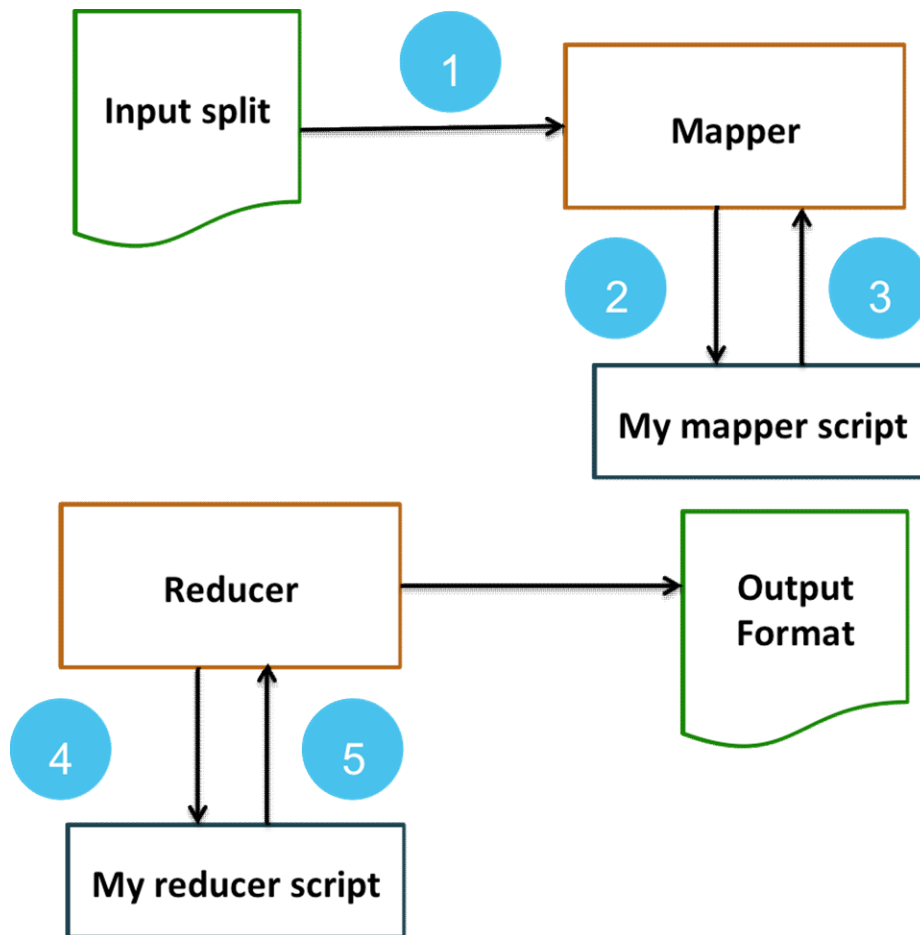 1
Input split
Mapper
2
3
My mapper script
Reducer
Output
Format
4
5
My reducer script